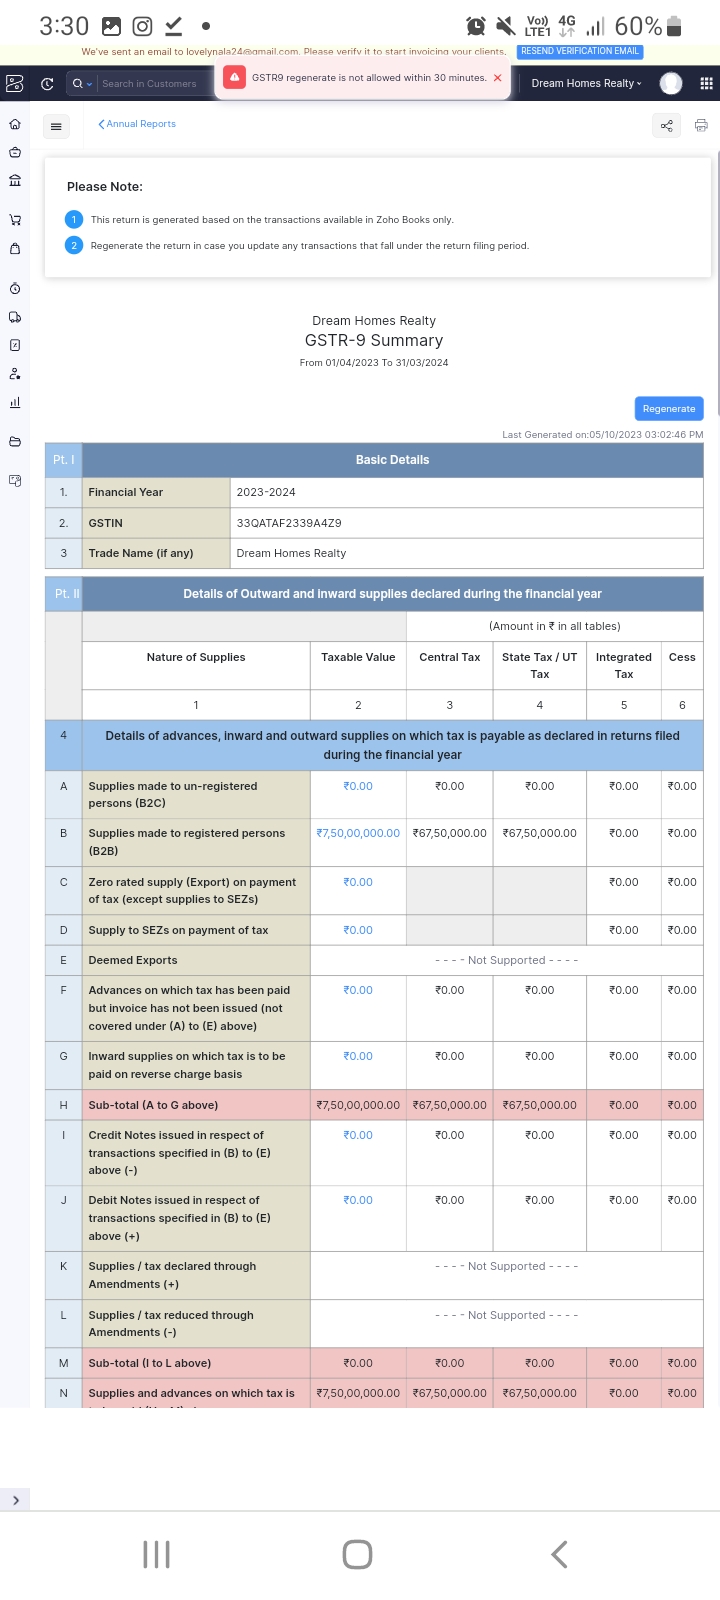 3:30
Vo)) LTE1 4G 60%
We've sent an email to lovelynala24@gmail.com. Please verify it to start invoicing your clients.
RESEND VERIFICATION EMAIL
Search in Customers
GSTR9 regenerate is not allowed within 30 minutes.
Dream Homes Realty
Annual Reports
Please Note:
1 This return is generated based on the transactions available in Zoho Books only.
2 Regenerate the return in case you update any transactions that fall under the return filing period.
Dream Homes Realty
GSTR-9 Summary
From 01/04/2023 To 31/03/2024
Regenerate
Last Generated on:05/10/2023 03:02:46 PM
Pt. I Basic Details
1. Financial Year 2023-2024
2. GSTIN 33QATAF2339A4Z9
3 Trade Name (if any) Dream Homes Realty
Pt. II Details of Outward and inward supplies declared during the financial year
(Amount in ₹ in all tables)
Nature of Supplies Taxable Value Central Tax State Tax / UT Integrated Cess
Tax Tax
1 2 3 4 5 6
4 Details of advances, inward and outward supplies on which tax is payable as declared in returns filed
during the financial year
A Supplies made to un-registered ₹0.00 ₹0.00 ₹0.00 ₹0.00 ₹0.00
persons (B2C)
B Supplies made to registered persons ₹7,50,00,000.00 ₹67,50,000.00 ₹67,50,000.00 ₹0.00 ₹0.00
(B2B)
C Zero rated supply (Export) on payment ₹0.00 ₹0.00 ₹0.00
of tax (except supplies to SEZs)
D Supply to SEZs on payment of tax ₹0.00 ₹0.00 ₹0.00
E Deemed Exports - - - - Not Supported - - - -
F Advances on which tax has been paid ₹0.00 ₹0.00 ₹0.00 ₹0.00 ₹0.00
but invoice has not been issued (not
covered under (A) to (E) above)
G Inward supplies on which tax is to be ₹0.00 ₹0.00 ₹0.00 ₹0.00 ₹0.00
paid on reverse charge basis
H Sub-total (A to G above) ₹7,50,00,000.00 ₹67,50,000.00 ₹67,50,000.00 ₹0.00 ₹0.00
I Credit Notes issued in respect of ₹0.00 ₹0.00 ₹0.00 ₹0.00 ₹0.00
transactions specified in (B) to (E)
above (-)
J Debit Notes issued in respect of ₹0.00 ₹0.00 ₹0.00 ₹0.00 ₹0.00
transactions specified in (B) to (E)
above (+)
K Supplies / tax declared through - - - - Not Supported - - - -
Amendments (+)
L Supplies / tax reduced through - - - - Not Supported - - - -
Amendments (-)
M Sub-total (I to L above) ₹0.00 ₹0.00 ₹0.00 ₹0.00 ₹0.00
N Supplies and advances on which tax is ₹7,50,00,000.00 ₹67,50,000.00 ₹67,50,000.00 ₹0.00 ₹0.00